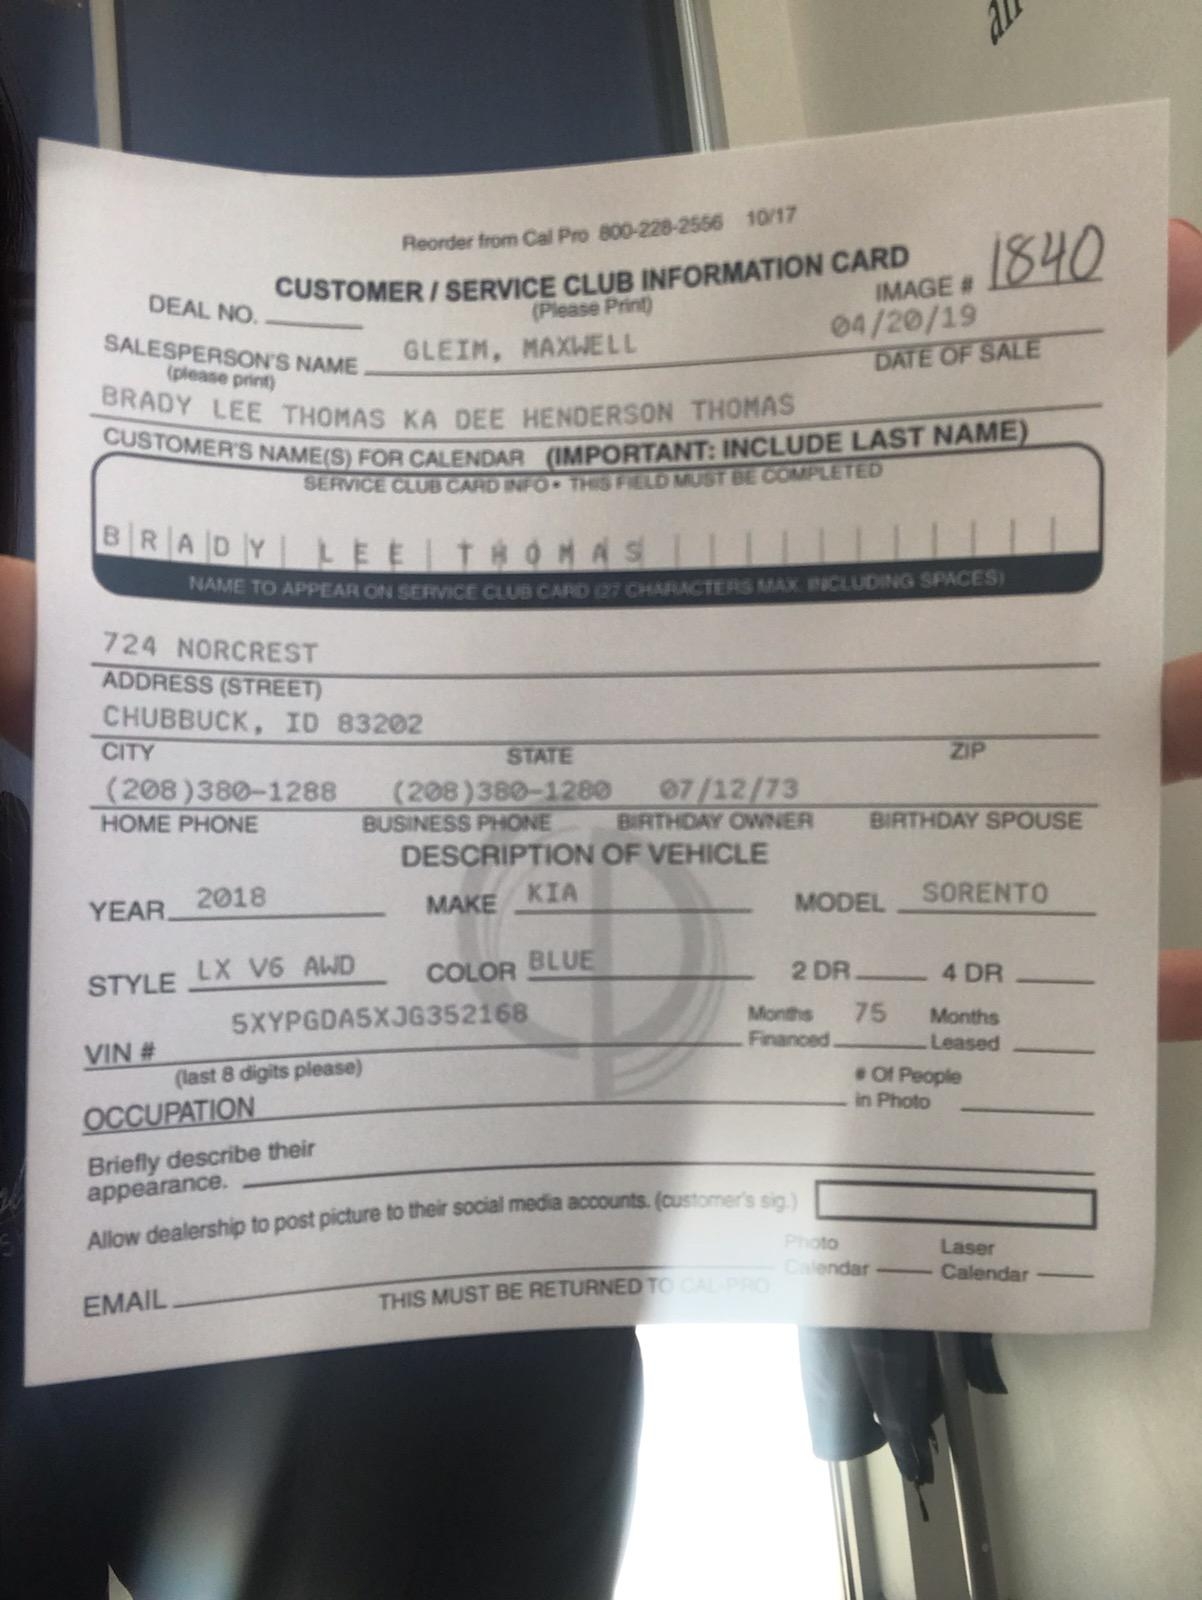 Reorder from Cal Pro 800-228-2556 10/17
CUSTOMER / SERVICE CLUB INFORMATION CARD
(Please Print)
IMAGE # 1840
DEAL NO.
04/20/19
SALESPERSON'S NAME GLEIM, MAXWELL
(please print)
DATE OF SALE
BRADY LEE THOMAS KA DEE HENDERSON THOMAS
CUSTOMER'S NAME(S) FOR CALENDAR (IMPORTANT: INCLUDE LAST NAME)
SERVICE CLUB CARD INFO • THIS FIELD MUST BE COMPLETED
BRADY LEE THOMAS
NAME TO APPEAR ON SERVICE CLUB CARD (27 CHARACTERS MAX. INCLUDING SPACES)
724 NORCREST
ADDRESS (STREET)
CHUBBUCK, ID 83202
CITY STATE ZIP
(208)380-1288 (208)380-1280 07/12/73
HOME PHONE BUSINESS PHONE BIRTHDAY OWNER BIRTHDAY SPOUSE
DESCRIPTION OF VEHICLE
YEAR 2018 MAKE KIA MODEL SORENTO
STYLE LX V6 AWD COLOR BLUE 2 DR 4 DR
VIN # 5XYPGDA5XJG352168 Months Financed 75 Months Leased
(last 8 digits please)
OCCUPATION # Of People in Photo
Briefly describe their
appearance.
Allow dealership to post picture to their social media accounts. (customer's sig.)
Photo Calendar Laser Calendar
EMAIL
THIS MUST BE RETURNED TO CAL-PRO